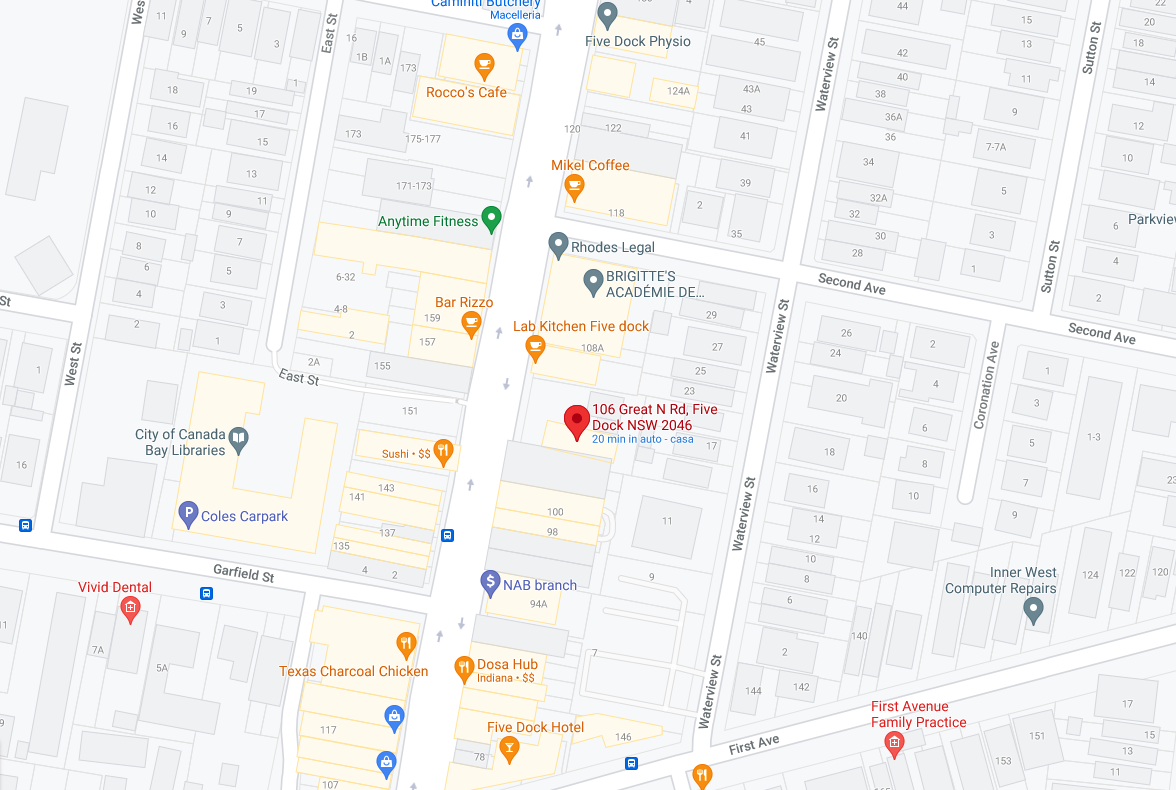 Caminiti Butchery
Macelleria
Five Dock Physio
Rocco's Cafe
Mikel Coffee
Anytime Fitness
Rhodes Legal
BRIGITTE'S
ACADÉMIE DE...
Bar Rizzo
Lab Kitchen Five dock
106 Great N Rd, Five
Dock NSW 2046
20 min in auto - casa
City of Canada
Bay Libraries
Sushi • $$
Coles Carpark
P
Vivid Dental
NAB branch
$
Texas Charcoal Chicken
Dosa Hub
Indiana • $$
Five Dock Hotel
Inner West
Computer Repairs
First Avenue
Family Practice
Parkview
Wes
East St
East St
West St
St
Garfield St
Waterview St
Waterview St
Waterview St
Waterview St
Second Ave
Second Ave
Sutton St
Sutton St
Coronation Ave
First Ave
11
9
7
5
3
16
1B
1A
173
18
19
1
17
16
15
14
13
12
11
10
9
8
7
6
5
4
3
2
1
173
175-177
171-173
6-32
4-8
2
2A
159
157
155
151
143
141
137
135
4
2
1
16
45
124A
43A
43
41
120
122
118
39
2
35
108A
29
27
25
23
100
98
94A
11
9
7
146
78
117
107
7A
5A
11
9
44
42
40
38
36A
36
34
32A
32
30
28
15
13
11
9
7-7A
5
3
1
22
20
18
14
12
10
6
4
2
26
24
20
18
16
14
12
10
8
6
2
2
4
6
8
10
3
1
1-3
9
23
140
144
142
124
122
120
151
153
17
15
13
11